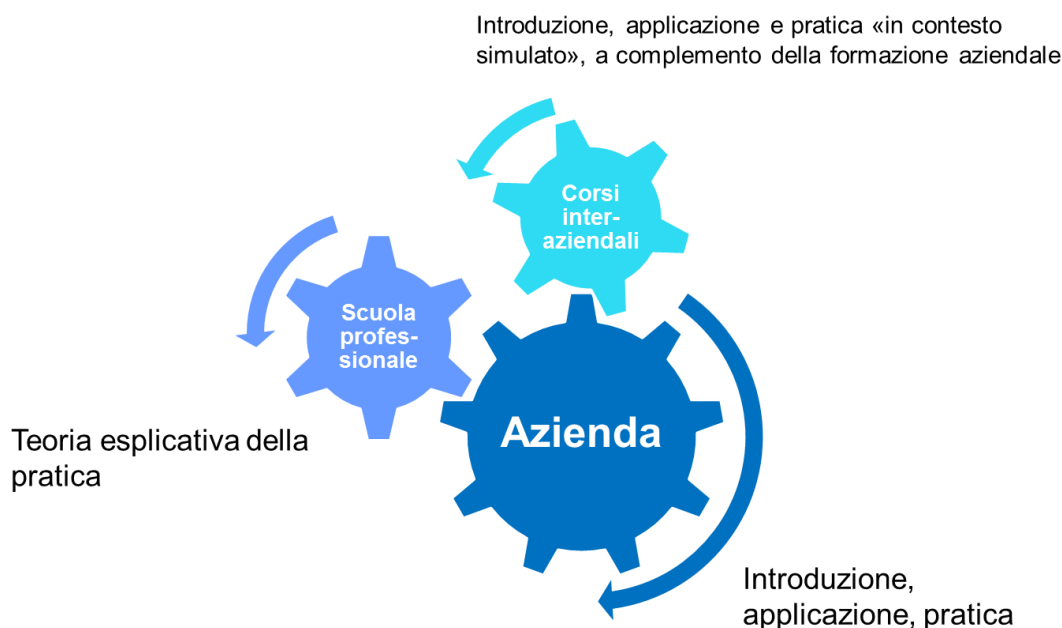 Introduzione, applicazione e pratica «in contesto
simulato», a complemento della formazione aziendale
Corsi
inter-
aziendali
Scuola
profes-
sionale
Azienda
Teoria esplicativa della
pratica
Introduzione,
applicazione, pratica